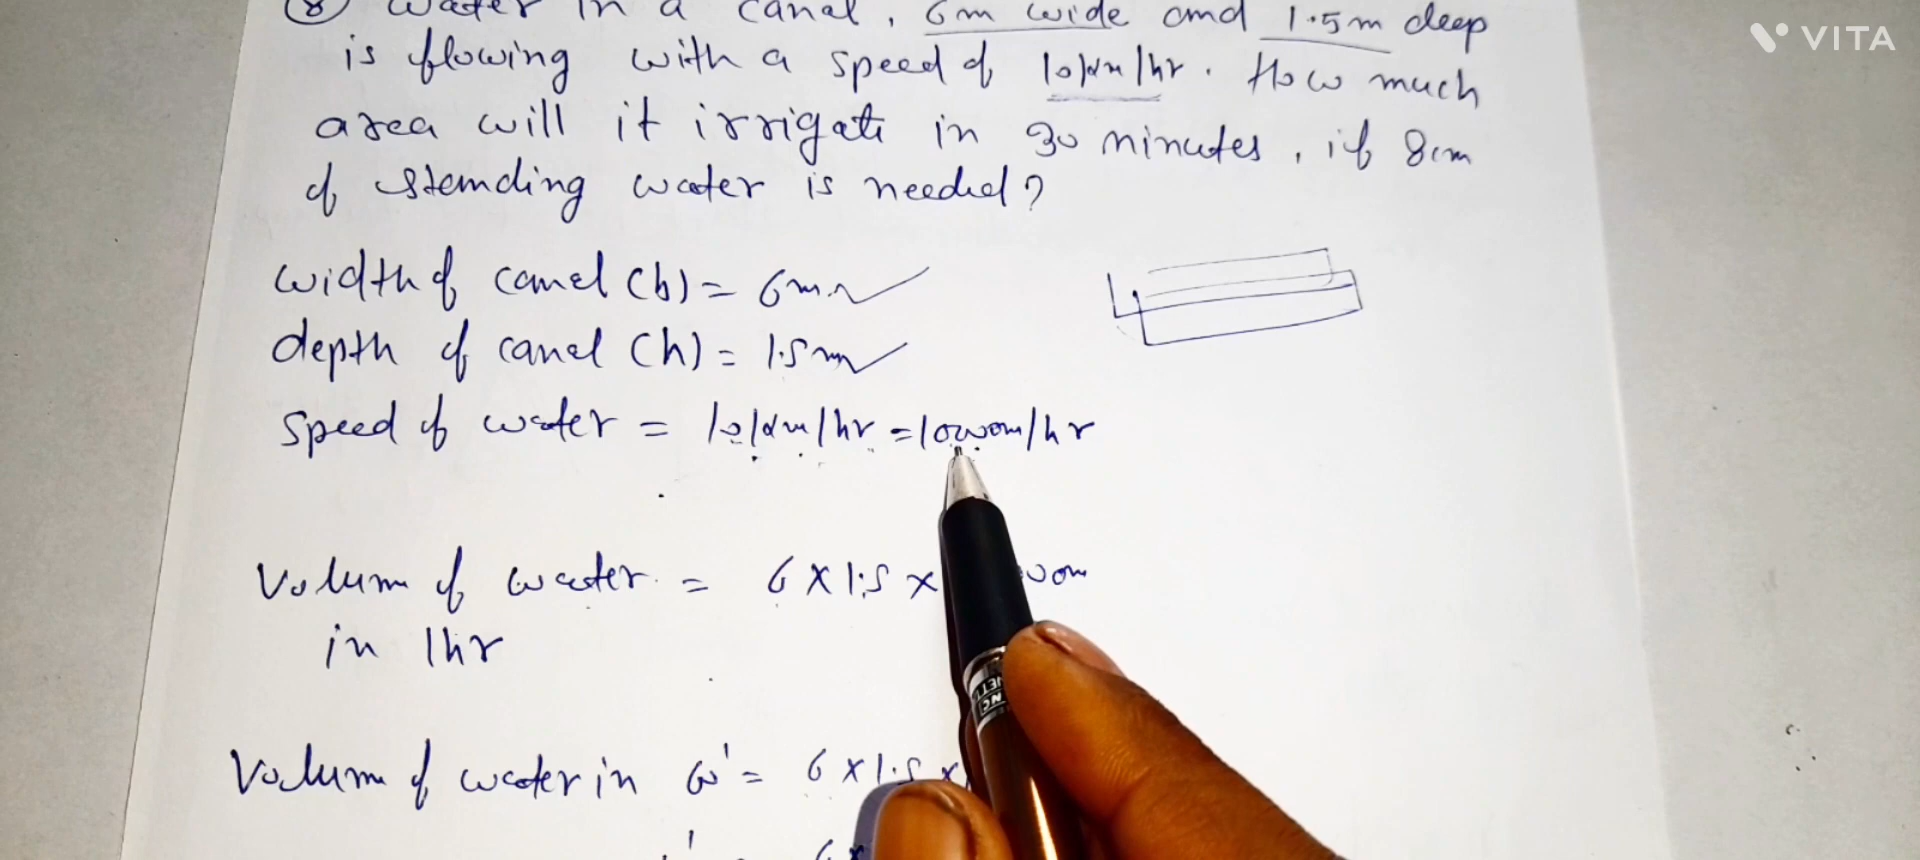 ⑧ Water in a canal, 6m wide and 1.5m deep
is flowing with a speed of 10km/hr. How much
area will it irrigate in 30 minutes, if 8cm
of standing water is needed?
width of canal (b) = 6m
depth of canal (h) = 1.5m
speed of water = 10km/hr = 10000m/hr
Volum of water = 6 x 1.5 x
in 1hr
Volum of water in 60' = 6 x 1.5 x
VITA